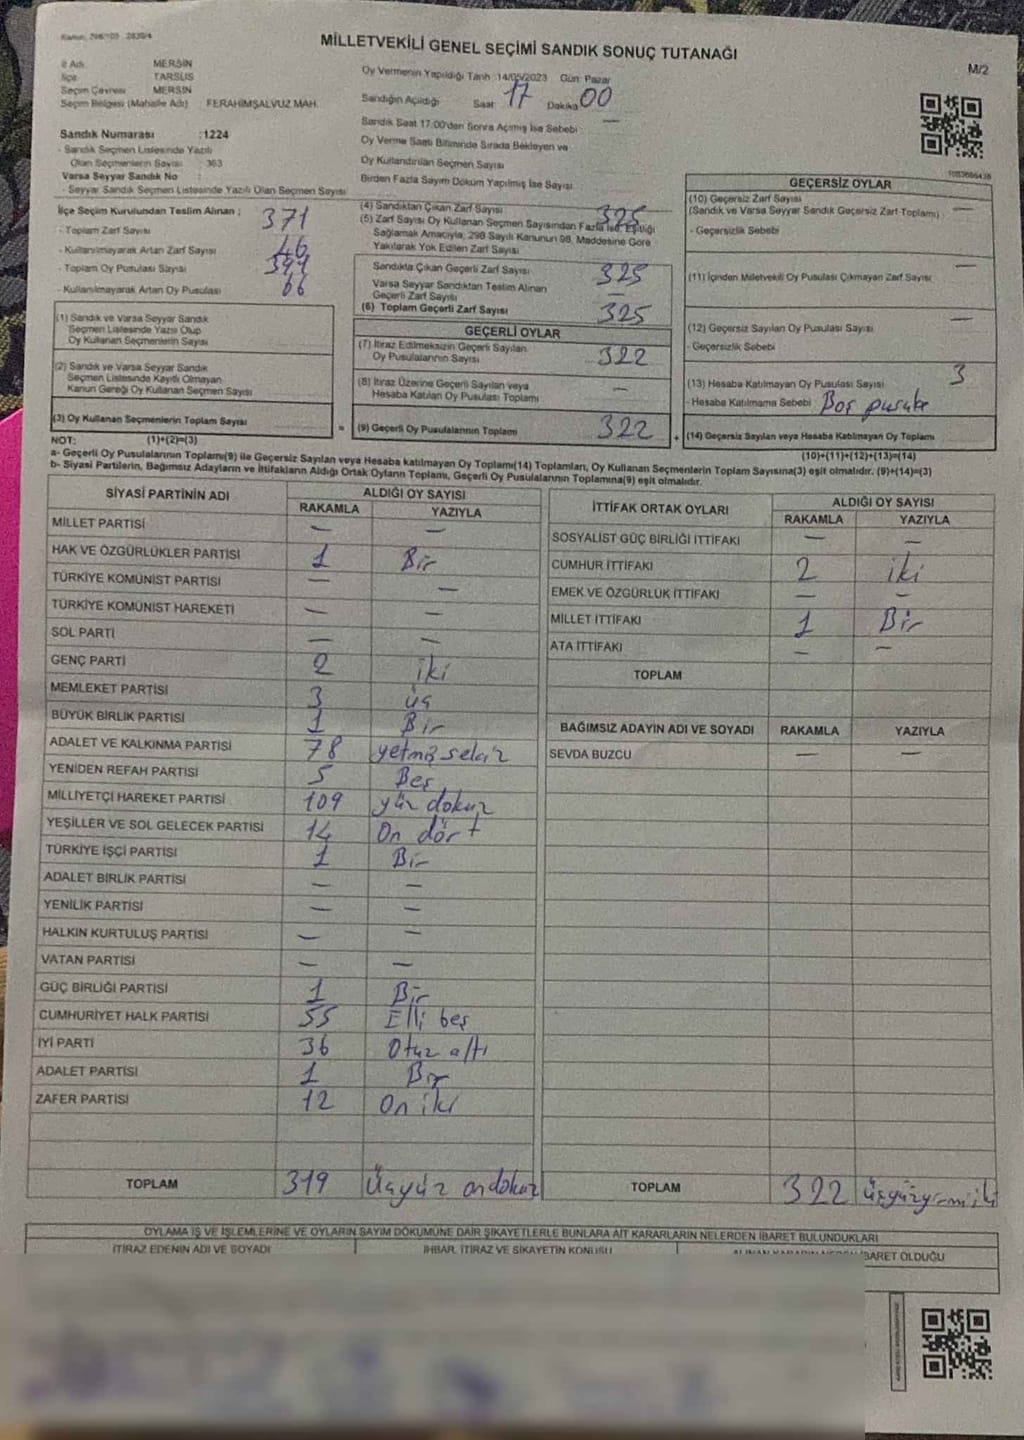 MİLLETVEKİLİ GENEL SEÇİMİ SANDIK SONUÇ TUTANAĞI
M/2
İl Adı MERSİN
İlçe TARSUS
Seçim Çevresi MERSİN
Seçim Bölgesi (Mahalle Adı) FERAHİMŞALVUZ MAH.
Sandık Numarası :1224
- Sandık Seçmen Listesinde Yazılı
Olan Seçmenlerin Sayısı : 363
Varsa Seyyar Sandık No :
- Seyyar Sandık Seçmen Listesinde Yazılı Olan Seçmen Sayısı
Oy Vermenin Yapıldığı Tarih :14/05/2023 Gün: Pazar
Sandığın Açıldığı Saat 17 Dakika 00
Sandık Saat 17:00'den Sonra Açılmış İse Sebebi : —
Oy Verme Saati Bitiminde Sırada Bekleyen ve
Oy Kullandırılan Seçmen Sayısı
Birden Fazla Sayım Döküm Yapılmış İse Sayısı
İlçe Seçim Kurulundan Teslim Alınan ;
- Toplam Zarf Sayısı 371
- Kullanılmayarak Artan Zarf Sayısı 46
- Toplam Oy Pusulası Sayısı
- Kullanılmayarak Artan Oy Pusulası 66
(1) Sandık ve Varsa Seyyar Sandık
Seçmen Listesinde Yazılı Olup
Oy Kullanan Seçmenlerin Sayısı
(2) Sandık ve Varsa Seyyar Sandık
Seçmen Listesinde Kayıtlı Olmayan
Kanun Gereği Oy Kullanan Seçmen Sayısı
(3) Oy Kullanan Seçmenlerin Toplam Sayısı
(4) Sandıktan Çıkan Zarf Sayısı 325
(5) Zarf Sayısı Oy Kullanan Seçmen Sayısından Fazla İse, Eşitliği
Sağlamak Amacıyla, 298 Sayılı Kanunun 98. Maddesine Göre
Yakılarak Yok Edilen Zarf Sayısı
Sandıkta Çıkan Geçerli Zarf Sayısı 325
Varsa Seyyar Sandıktan Teslim Alınan
Geçerli Zarf Sayısı —
(6) Toplam Geçerli Zarf Sayısı 325
GEÇERLİ OYLAR
(7) İtiraz Edilmeksizin Geçerli Sayılan
Oy Pusulalarının Sayısı 322
(8) İtiraz Üzerine Geçerli Sayılan veya
Hesaba Katılan Oy Pusulası Toplamı —
= (9) Geçerli Oy Pusulalarının Toplamı 322 +
GEÇERSİZ OYLAR
(10) Geçersiz Zarf Sayısı
(Sandık ve Varsa Seyyar Sandık Geçersiz Zarf Toplamı) —
- Geçersizlik Sebebi
(11) İçinden Milletvekili Oy Pusulası Çıkmayan Zarf Sayısı —
(12) Geçersiz Sayılan Oy Pusulası Sayısı —
- Geçersizlik Sebebi
(13) Hesaba Katılmayan Oy Pusulası Sayısı 3
- Hesaba Katılmama Sebebi Boş pusula
(14) Geçersiz Sayılan veya Hesaba Katılmayan Oy Toplamı
NOT: (1)+(2)=(3) (10)+(11)+(12)+(13)=(14)
a- Geçerli Oy Pusulalarının Toplamı(9) ile Geçersiz Sayılan veya Hesaba katılmayan Oy Toplamı(14) Toplamları, Oy Kullanan Seçmenlerin Toplam Sayısına(3) eşit olmalıdır. (9)+(14)=(3)
b- Siyasi Partilerin, Bağımsız Adayların ve İttifakların Aldığı Ortak Oyların Toplamı, Geçerli Oy Pusulalarının Toplamına(9) eşit olmalıdır.
SİYASİ PARTİNİN ADI ALDIĞI OY SAYISI
RAKAMLA YAZIYLA
MİLLET PARTİSİ — —
HAK VE ÖZGÜRLÜKLER PARTİSİ 1 Bir
TÜRKİYE KOMÜNİST PARTİSİ — —
TÜRKİYE KOMÜNİST HAREKETİ — —
SOL PARTİ — —
GENÇ PARTİ 2 iki
MEMLEKET PARTİSİ 3 üç
BÜYÜK BİRLİK PARTİSİ 1 Bir
ADALET VE KALKINMA PARTİSİ 78 yetmiş sekiz
YENİDEN REFAH PARTİSİ 5 Beş
MİLLİYETÇİ HAREKET PARTİSİ 109 yüz dokuz
YEŞİLLER VE SOL GELECEK PARTİSİ 14 On dört
TÜRKİYE İŞÇİ PARTİSİ 1 Bir
ADALET BİRLİK PARTİSİ — —
YENİLİK PARTİSİ — —
HALKIN KURTULUŞ PARTİSİ — —
VATAN PARTİSİ — —
GÜÇ BİRLİĞİ PARTİSİ 1 Bir
CUMHURİYET HALK PARTİSİ 55 Elli beş
İYİ PARTİ 36 Otuz altı
ADALET PARTİSİ 1 Bir
ZAFER PARTİSİ 12 On iki
TOPLAM 319 Üçyüz ondokuz
İTTİFAK ORTAK OYLARI ALDIĞI OY SAYISI
RAKAMLA YAZIYLA
SOSYALİST GÜÇ BİRLİĞİ İTTİFAKI — —
CUMHUR İTTİFAKI 2 iki
EMEK VE ÖZGÜRLÜK İTTİFAKI — —
MİLLET İTTİFAKI 1 Bir
ATA İTTİFAKI — —
TOPLAM
BAĞIMSIZ ADAYIN ADI VE SOYADI RAKAMLA YAZIYLA
SEVDA BUZCU — —
TOPLAM 322 üçyüzyirmiiki
OYLAMA İŞ VE İŞLEMLERİNE VE OYLARIN SAYIM DÖKÜMÜNE DAİR ŞİKAYETLERLE BUNLARA AİT KARARLARIN NELERDEN İBARET BULUNDUKLARI
İTİRAZ EDENİN ADI VE SOYADI İHBAR, İTİRAZ VE ŞİKAYETİN KONUSU